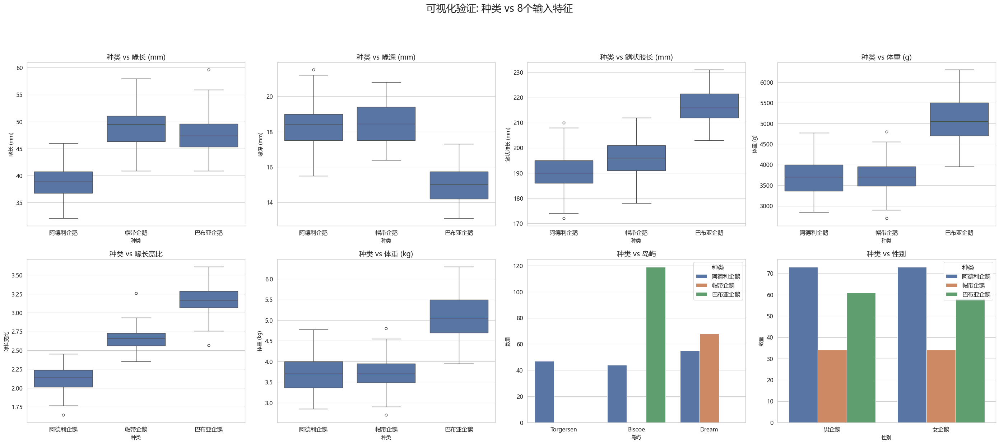 可视化验证: 种类 vs 8个输入特征
种类 vs 喙长 (mm)
喙长 (mm)
60
55
50
45
40
35
阿德利企鹅 帽带企鹅 巴布亚企鹅
种类
种类 vs 喙深 (mm)
喙深 (mm)
20
18
16
14
阿德利企鹅 帽带企鹅 巴布亚企鹅
种类
种类 vs 鳍状肢长 (mm)
鳍状肢长 (mm)
230
220
210
200
190
180
170
阿德利企鹅 帽带企鹅 巴布亚企鹅
种类
种类 vs 体重 (g)
体重 (g)
6000
5500
5000
4500
4000
3500
3000
阿德利企鹅 帽带企鹅 巴布亚企鹅
种类
种类 vs 喙长宽比
喙长宽比
3.50
3.25
3.00
2.75
2.50
2.25
2.00
1.75
阿德利企鹅 帽带企鹅 巴布亚企鹅
种类
种类 vs 体重 (kg)
体重 (kg)
6.0
5.5
5.0
4.5
4.0
3.5
3.0
阿德利企鹅 帽带企鹅 巴布亚企鹅
种类
种类 vs 岛屿
数量
120
100
80
60
40
20
0
种类
阿德利企鹅
帽带企鹅
巴布亚企鹅
Torgersen Biscoe Dream
岛屿
种类 vs 性别
数量
70
60
50
40
30
20
10
0
种类
阿德利企鹅
帽带企鹅
巴布亚企鹅
男企鹅 女企鹅
性别